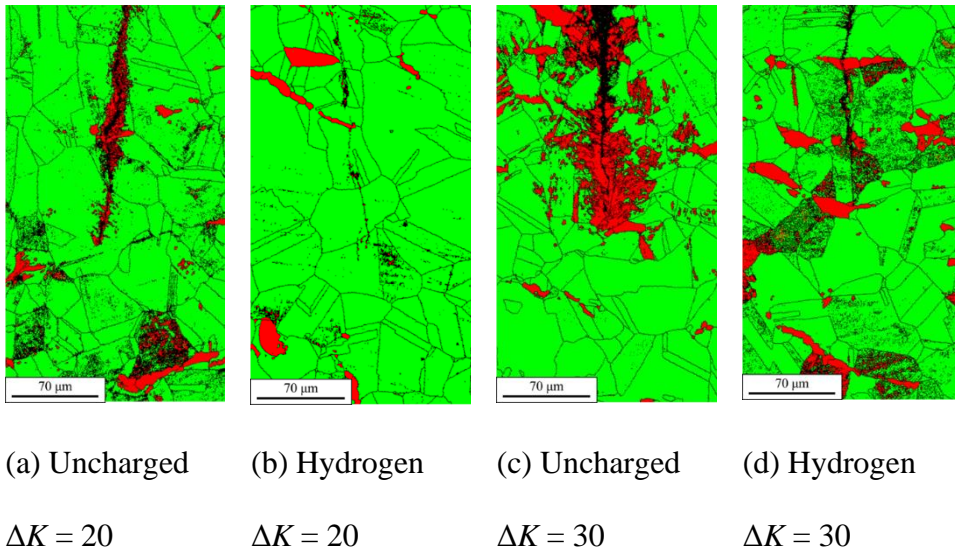 70 μm
70 μm
70 μm
70 μm
(a) Uncharged
(b) Hydrogen
(c) Uncharged
(d) Hydrogen
ΔK = 20
ΔK = 20
ΔK = 30
ΔK = 30